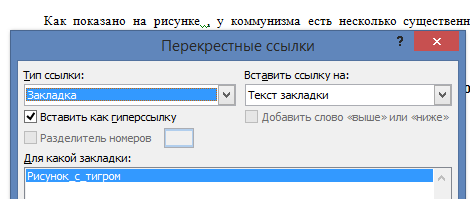 Как показано на рисунке , у коммунизма есть несколько существенн
Перекрестные ссылки
?
Тип ссылки:
Вставить ссылку на:
Закладка
Текст закладки
Вставить как гиперссылку
Добавить слово «выше» или «ниже»
Разделитель номеров
Для какой закладки:
Рисунок_с_тигром